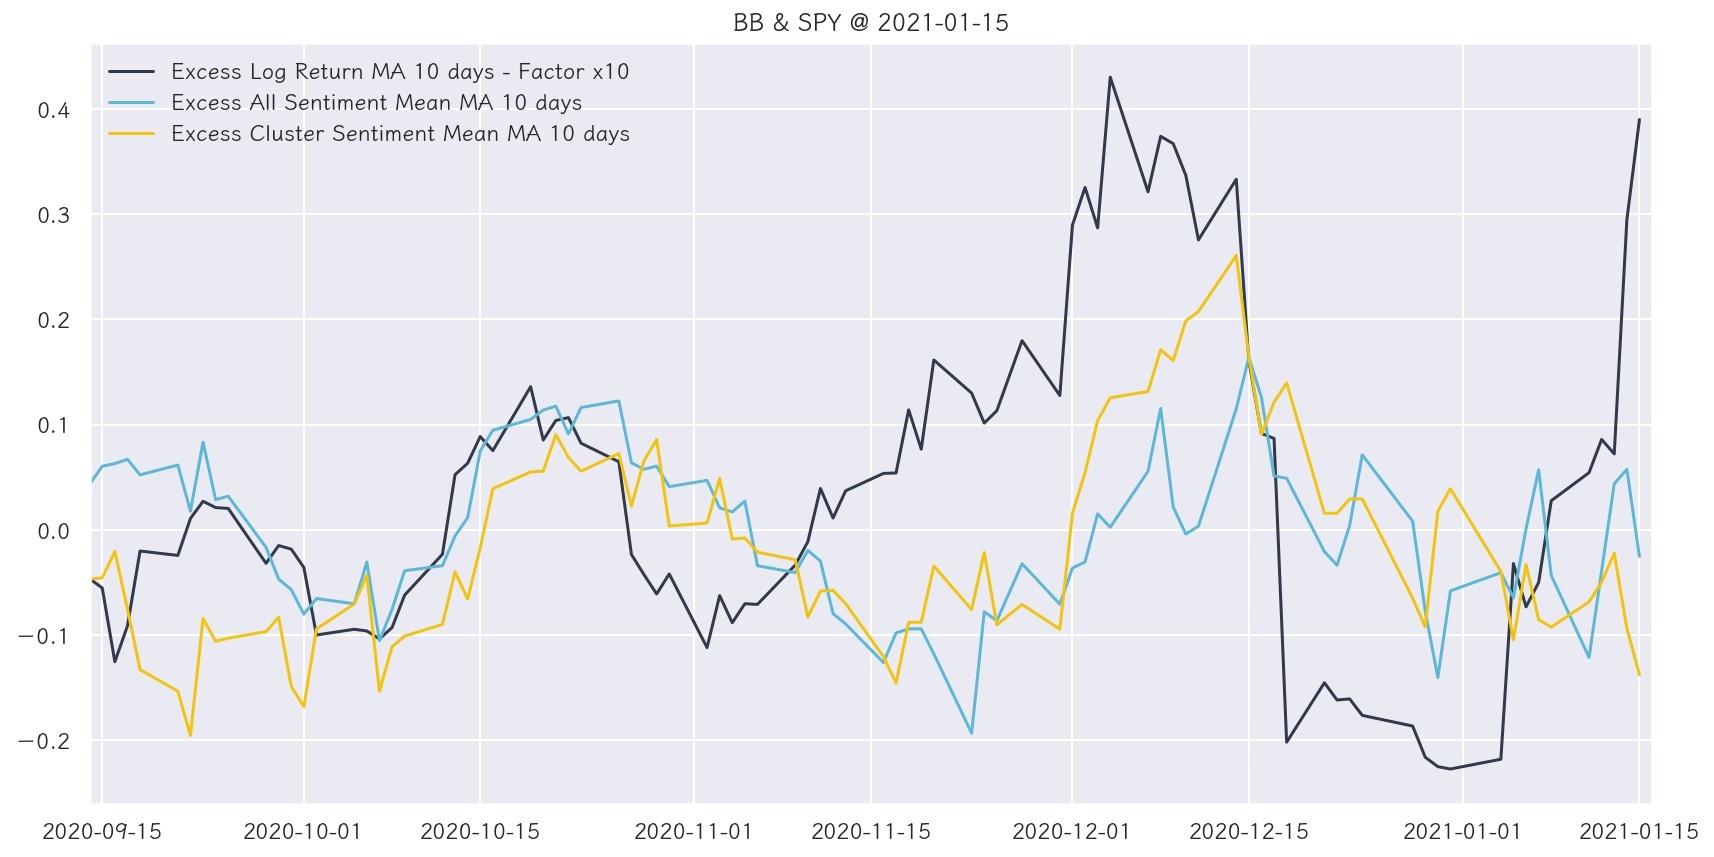 BB & SPY @ 2021-01-15
Excess Log Return MA 10 days - Factor x10
Excess All Sentiment Mean MA 10 days
Excess Cluster Sentiment Mean MA 10 days
0.4
0.3
0.2
0.1
0.0
−0.1
−0.2
2020-09-15 2020-10-01 2020-10-15 2020-11-01 2020-11-15 2020-12-01 2020-12-15 2021-01-01 2021-01-15